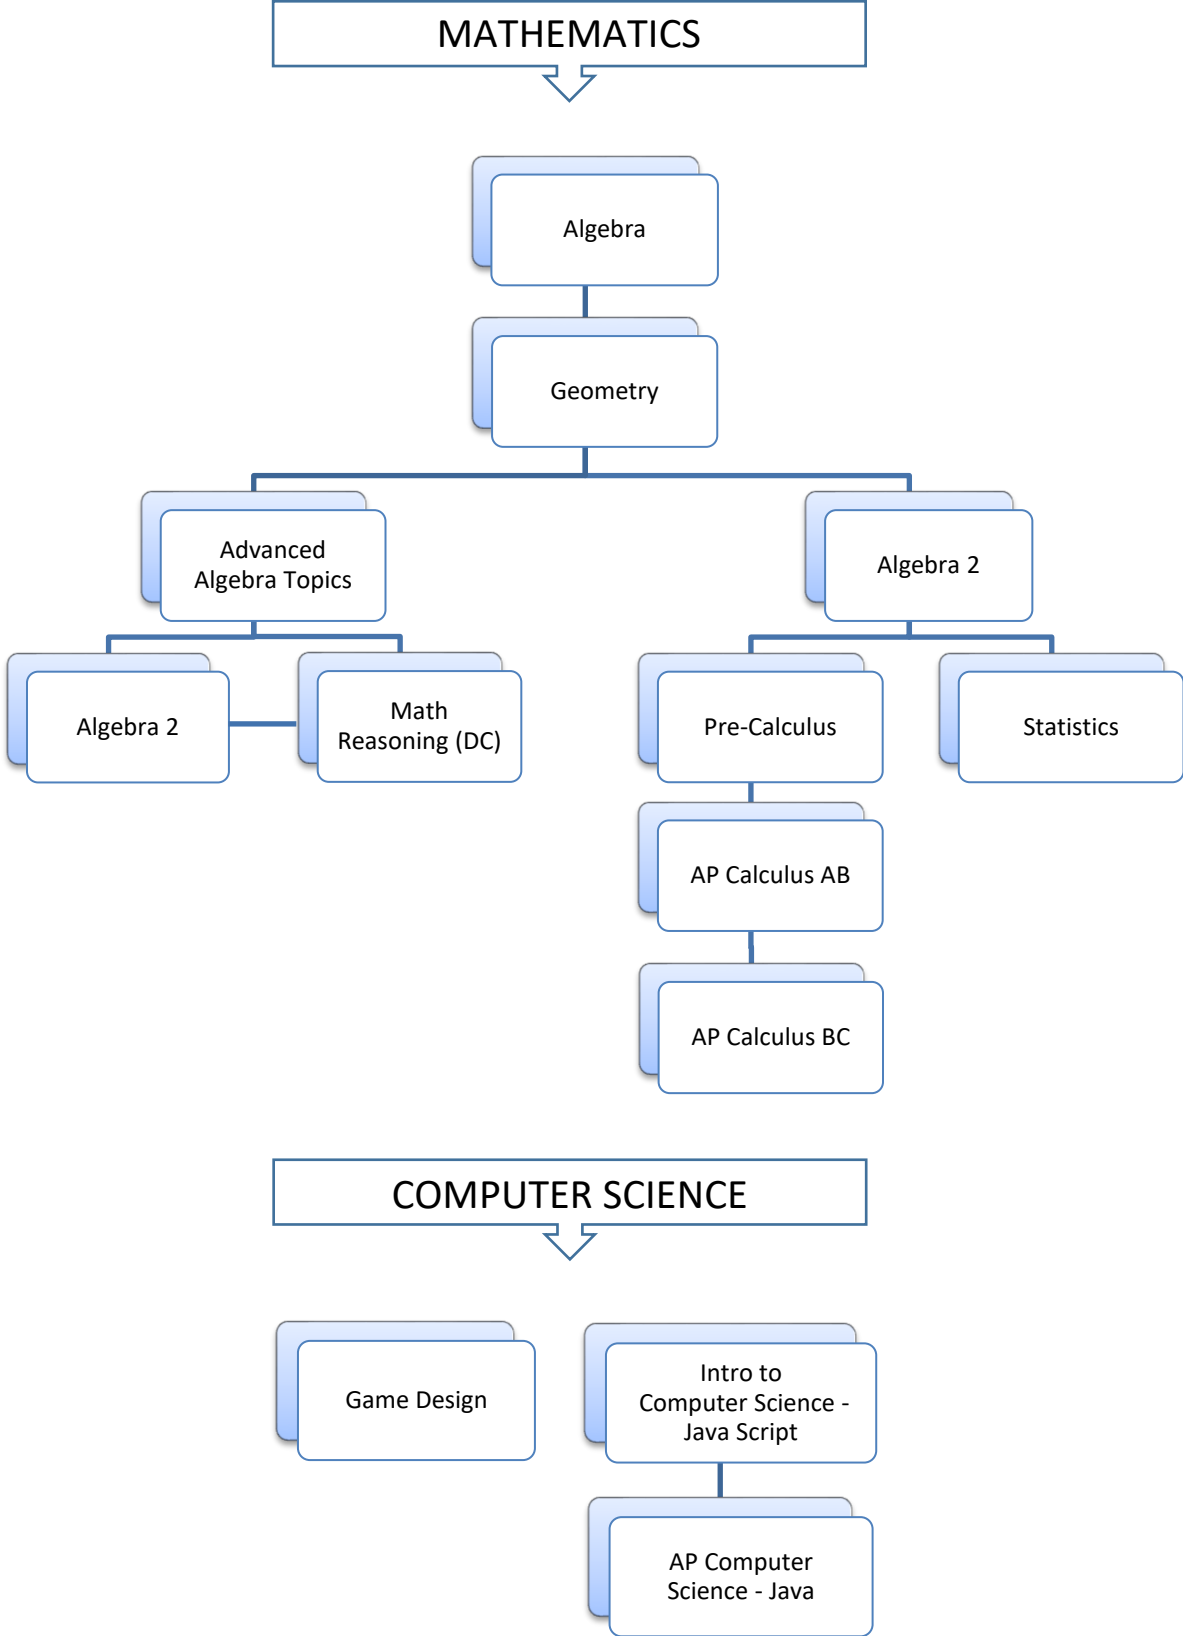 MATHEMATICS
Algebra
Geometry
Advanced
Algebra Topics
Algebra 2
Algebra 2
Math
Reasoning (DC)
Pre-Calculus
Statistics
AP Calculus AB
AP Calculus BC
COMPUTER SCIENCE
Game Design
Intro to
Computer Science -
Java Script
AP Computer
Science - Java